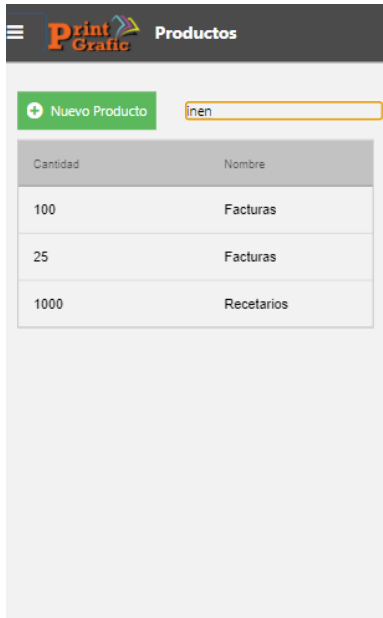 Print
Grafic
Productos
Nuevo Producto
inen
Cantidad Nombre
100 Facturas
25 Facturas
1000 Recetarios